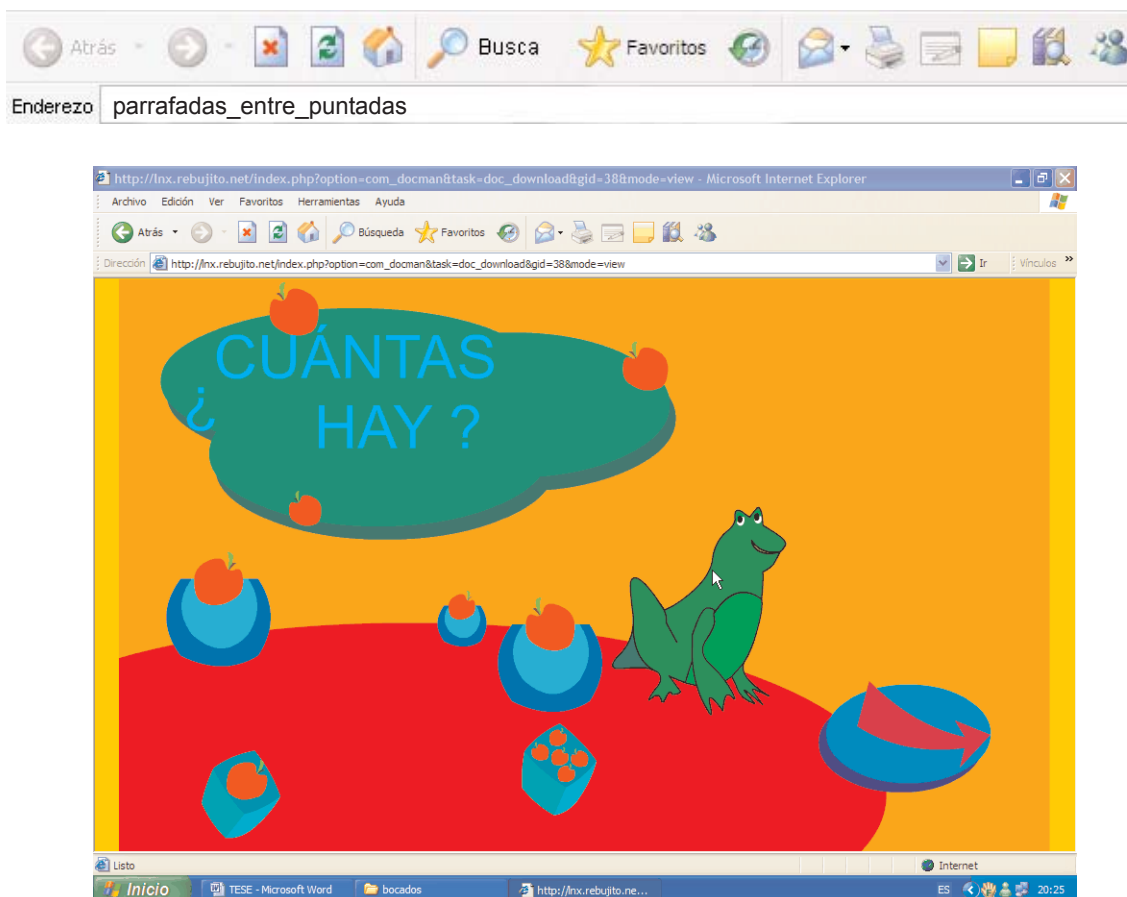 Atrás Busca Favoritos
Enderezo parrafadas_entre_puntadas
http://lnx.rebujito.net/index.php?option=com_docman&task=doc_download&gid=38&mode=view - Microsoft Internet Explorer
Archivo Edición Ver Favoritos Herramientas Ayuda
Atrás Búsqueda Favoritos
Dirección http://lnx.rebujito.net/index.php?option=com_docman&task=doc_download&gid=38&mode=view Ir Vínculos »
CUÁNTAS
¿ HAY ?
Listo Internet
Inicio TESE - Microsoft Word bocados http://lnx.rebujito.ne... ES 20:25